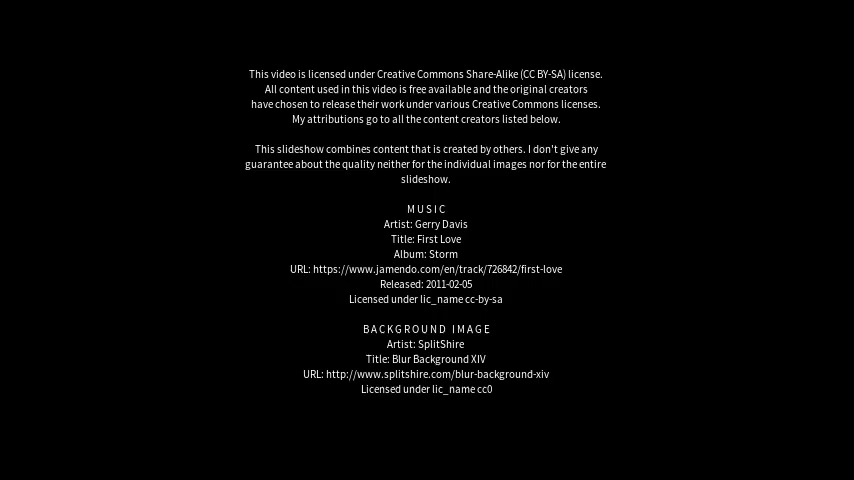 This video is licensed under Creative Commons Share-Alike (CC BY-SA) license.
All content used in this video is free available and the original creators
have chosen to release their work under various Creative Commons licenses.
My attributions go to all the content creators listed below.
This slideshow combines content that is created by others. I don't give any
guarantee about the quality neither for the individual images nor for the entire
slideshow.
MUSIC
Artist: Gerry Davis
Title: First Love
Album: Storm
URL: https://www.jamendo.com/en/track/726842/first-love
Released: 2011-02-05
Licensed under lic_name cc-by-sa
BACKGROUND IMAGE
Artist: SplitShire
Title: Blur Background XIV
URL: http://www.splitshire.com/blur-background-xiv
Licensed under lic_name cc0